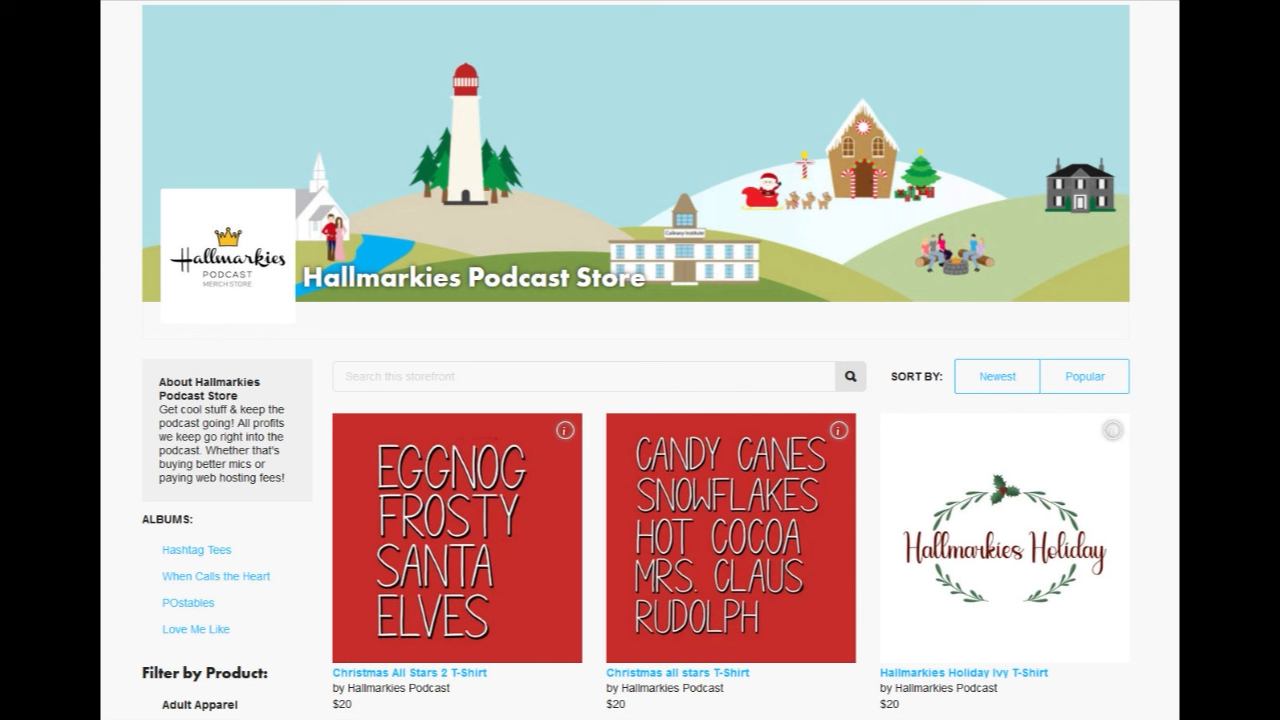 Culinary Institute
Hallmarkies
PODCAST
MERCH STORE
Hallmarkies Podcast Store
About Hallmarkies
Podcast Store
Get cool stuff & keep the
podcast going! All profits
we keep go right into the
podcast. Whether that's
buying better mics or
paying web hosting fees!
ALBUMS:
Hashtag Tees
When Calls the Heart
POstables
Love Me Like
Filter by Product:
Adult Apparel
Search this storefront
SORT BY:
Newest
Popular
EGGNOG
FROSTY
SANTA
ELVES
Christmas All Stars 2 T-Shirt
by Hallmarkies Podcast
$20
CANDY CANES
SNOWFLAKES
HOT COCOA
MRS. CLAUS
RUDOLPH
Christmas all stars T-Shirt
by Hallmarkies Podcast
$20
Hallmarkies Holiday
Hallmarkies Holiday Ivy T-Shirt
by Hallmarkies Podcast
$20